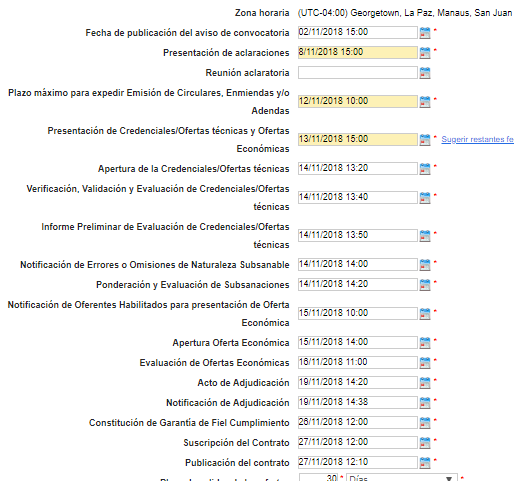 Zona horaria (UTC-04:00) Georgetown, La Paz, Manaus, San Juan
Fecha de publicación del aviso de convocatoria 02/11/2018 15:00 *
Presentación de aclaraciones 8/11/2018 15:00 *
Reunión aclaratoria
Plazo máximo para expedir Emisión de Circulares, Enmiendas y/o
Adendas 12/11/2018 10:00 *
Presentación de Credenciales/Ofertas técnicas y Ofertas
Económicas 13/11/2018 15:00 * Sugerir restantes fe
Apertura de la Credenciales/Ofertas técnicas 14/11/2018 13:20 *
Verificación, Validación y Evaluación de Credenciales/Ofertas
técnicas 14/11/2018 13:40 *
Informe Preliminar de Evaluación de Credenciales/Ofertas
técnicas 14/11/2018 13:50 *
Notificación de Errores o Omisiones de Naturaleza Subsanable 14/11/2018 14:00 *
Ponderación y Evaluación de Subsanaciones 14/11/2018 14:20 *
Notificación de Oferentes Habilitados para presentación de Oferta
Económica 15/11/2018 10:00 *
Apertura Oferta Económica 15/11/2018 14:00 *
Evaluación de Ofertas Económicas 16/11/2018 11:00 *
Acto de Adjudicación 19/11/2018 14:20 *
Notificación de Adjudicación 19/11/2018 14:38 *
Constitución de Garantía de Fiel Cumplimiento 26/11/2018 12:00 *
Suscripción del Contrato 27/11/2018 12:00 *
Publicación del contrato 27/11/2018 12:10 *
30 * Días *